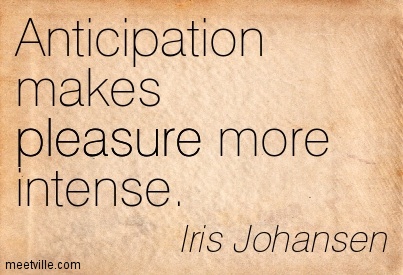 Anticipation
makes
pleasure more
intense.
Iris Johansen
meetville.com